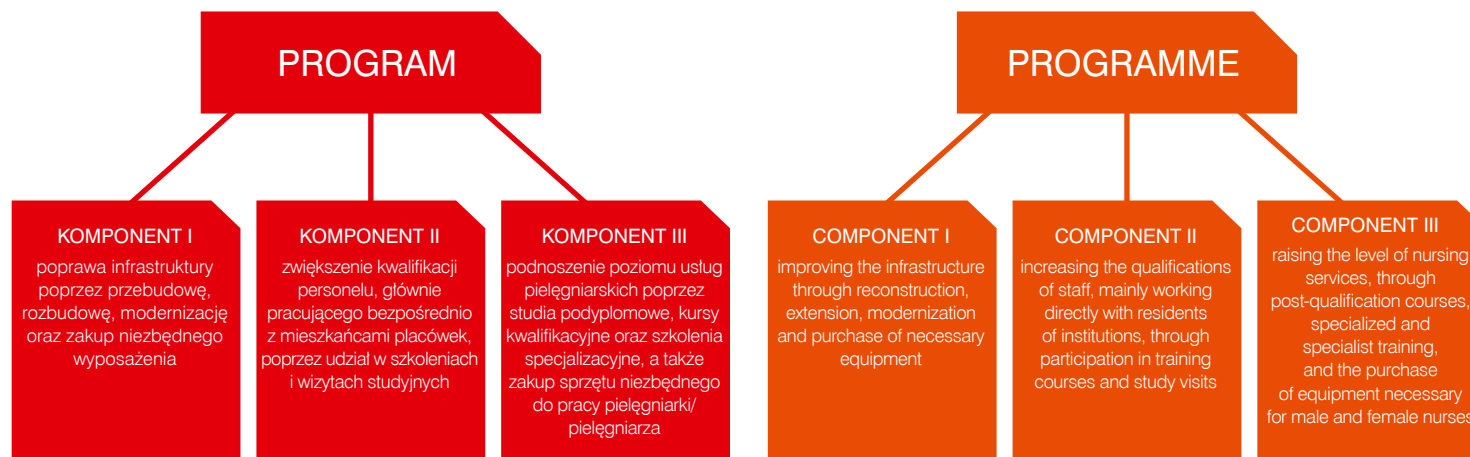 PROGRAM
KOMPONENT I
poprawa infrastruktury
poprzez przebudowę,
rozbudowę, modernizację
oraz zakup niezbędnego
wyposażenia
KOMPONENT II
zwiększenie kwalifikacji
personelu, głównie
pracującego bezpośrednio
z mieszkańcami placówek,
poprzez udział w szkoleniach
i wizytach studyjnych
KOMPONENT III
podnoszenie poziomu usług
pielęgniarskich poprzez
studia podyplomowe, kursy
kwalifikacyjne oraz szkolenia
specjalizacyjne, a także
zakup sprzętu niezbędnego
do pracy pielęgniarki/
pielęgniarza
PROGRAMME
COMPONENT I
improving the infrastructure
through reconstruction,
extension, modernization
and purchase of necessary
equipment
COMPONENT II
increasing the qualifications
of staff, mainly working
directly with residents
of institutions, through
participation in training
courses and study visits
COMPONENT III
raising the level of nursing
services, through
post-qualification courses,
specialized and
specialist training,
and the purchase
of equipment necessary
for male and female nurses